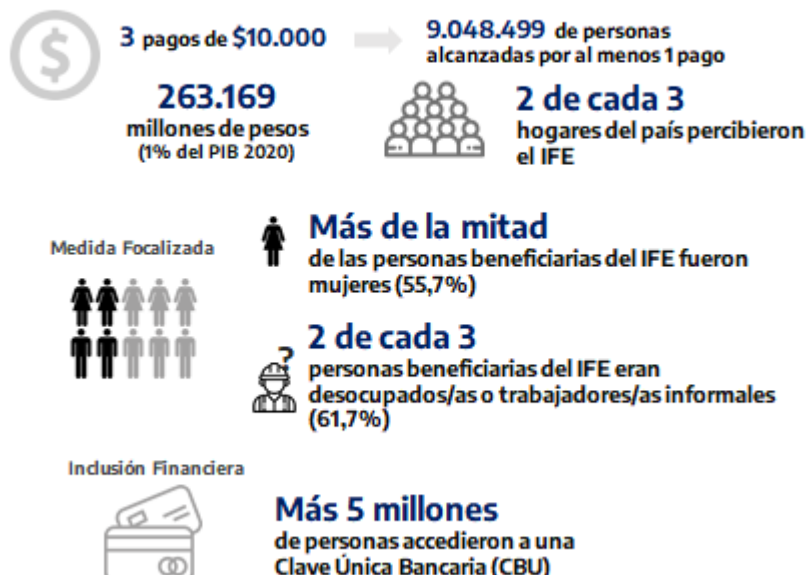 $
3 pagos de $10.000
9.048.499 de personas
alcanzadas por al menos 1 pago
263.169
millones de pesos
(1% del PIB 2020)
2 de cada 3
hogares del país percibieron
el IFE
Medida Focalizada
Más de la mitad
de las personas beneficiarias del IFE fueron
mujeres (55,7%)
?
2 de cada 3
personas beneficiarias del IFE eran
desocupados/as o trabajadores/as informales
(61,7%)
Inclusión Financiera
Más 5 millones
de personas accedieron a una
Clave Única Bancaria (CBU)